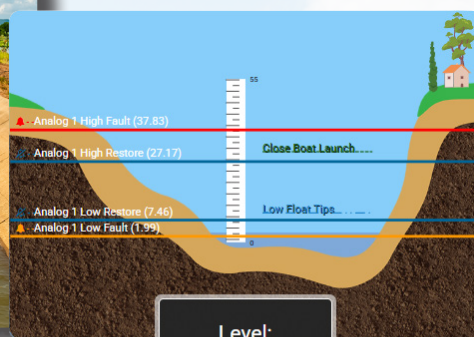 55
Analog 1 High Fault (37.83)
Close Boat Launch....
Analog 1 High Restore (27.17)
Low Float Tips
Analog 1 Low Restore (7.46)
Analog 1 Low Fault (1.99)
0
Level: